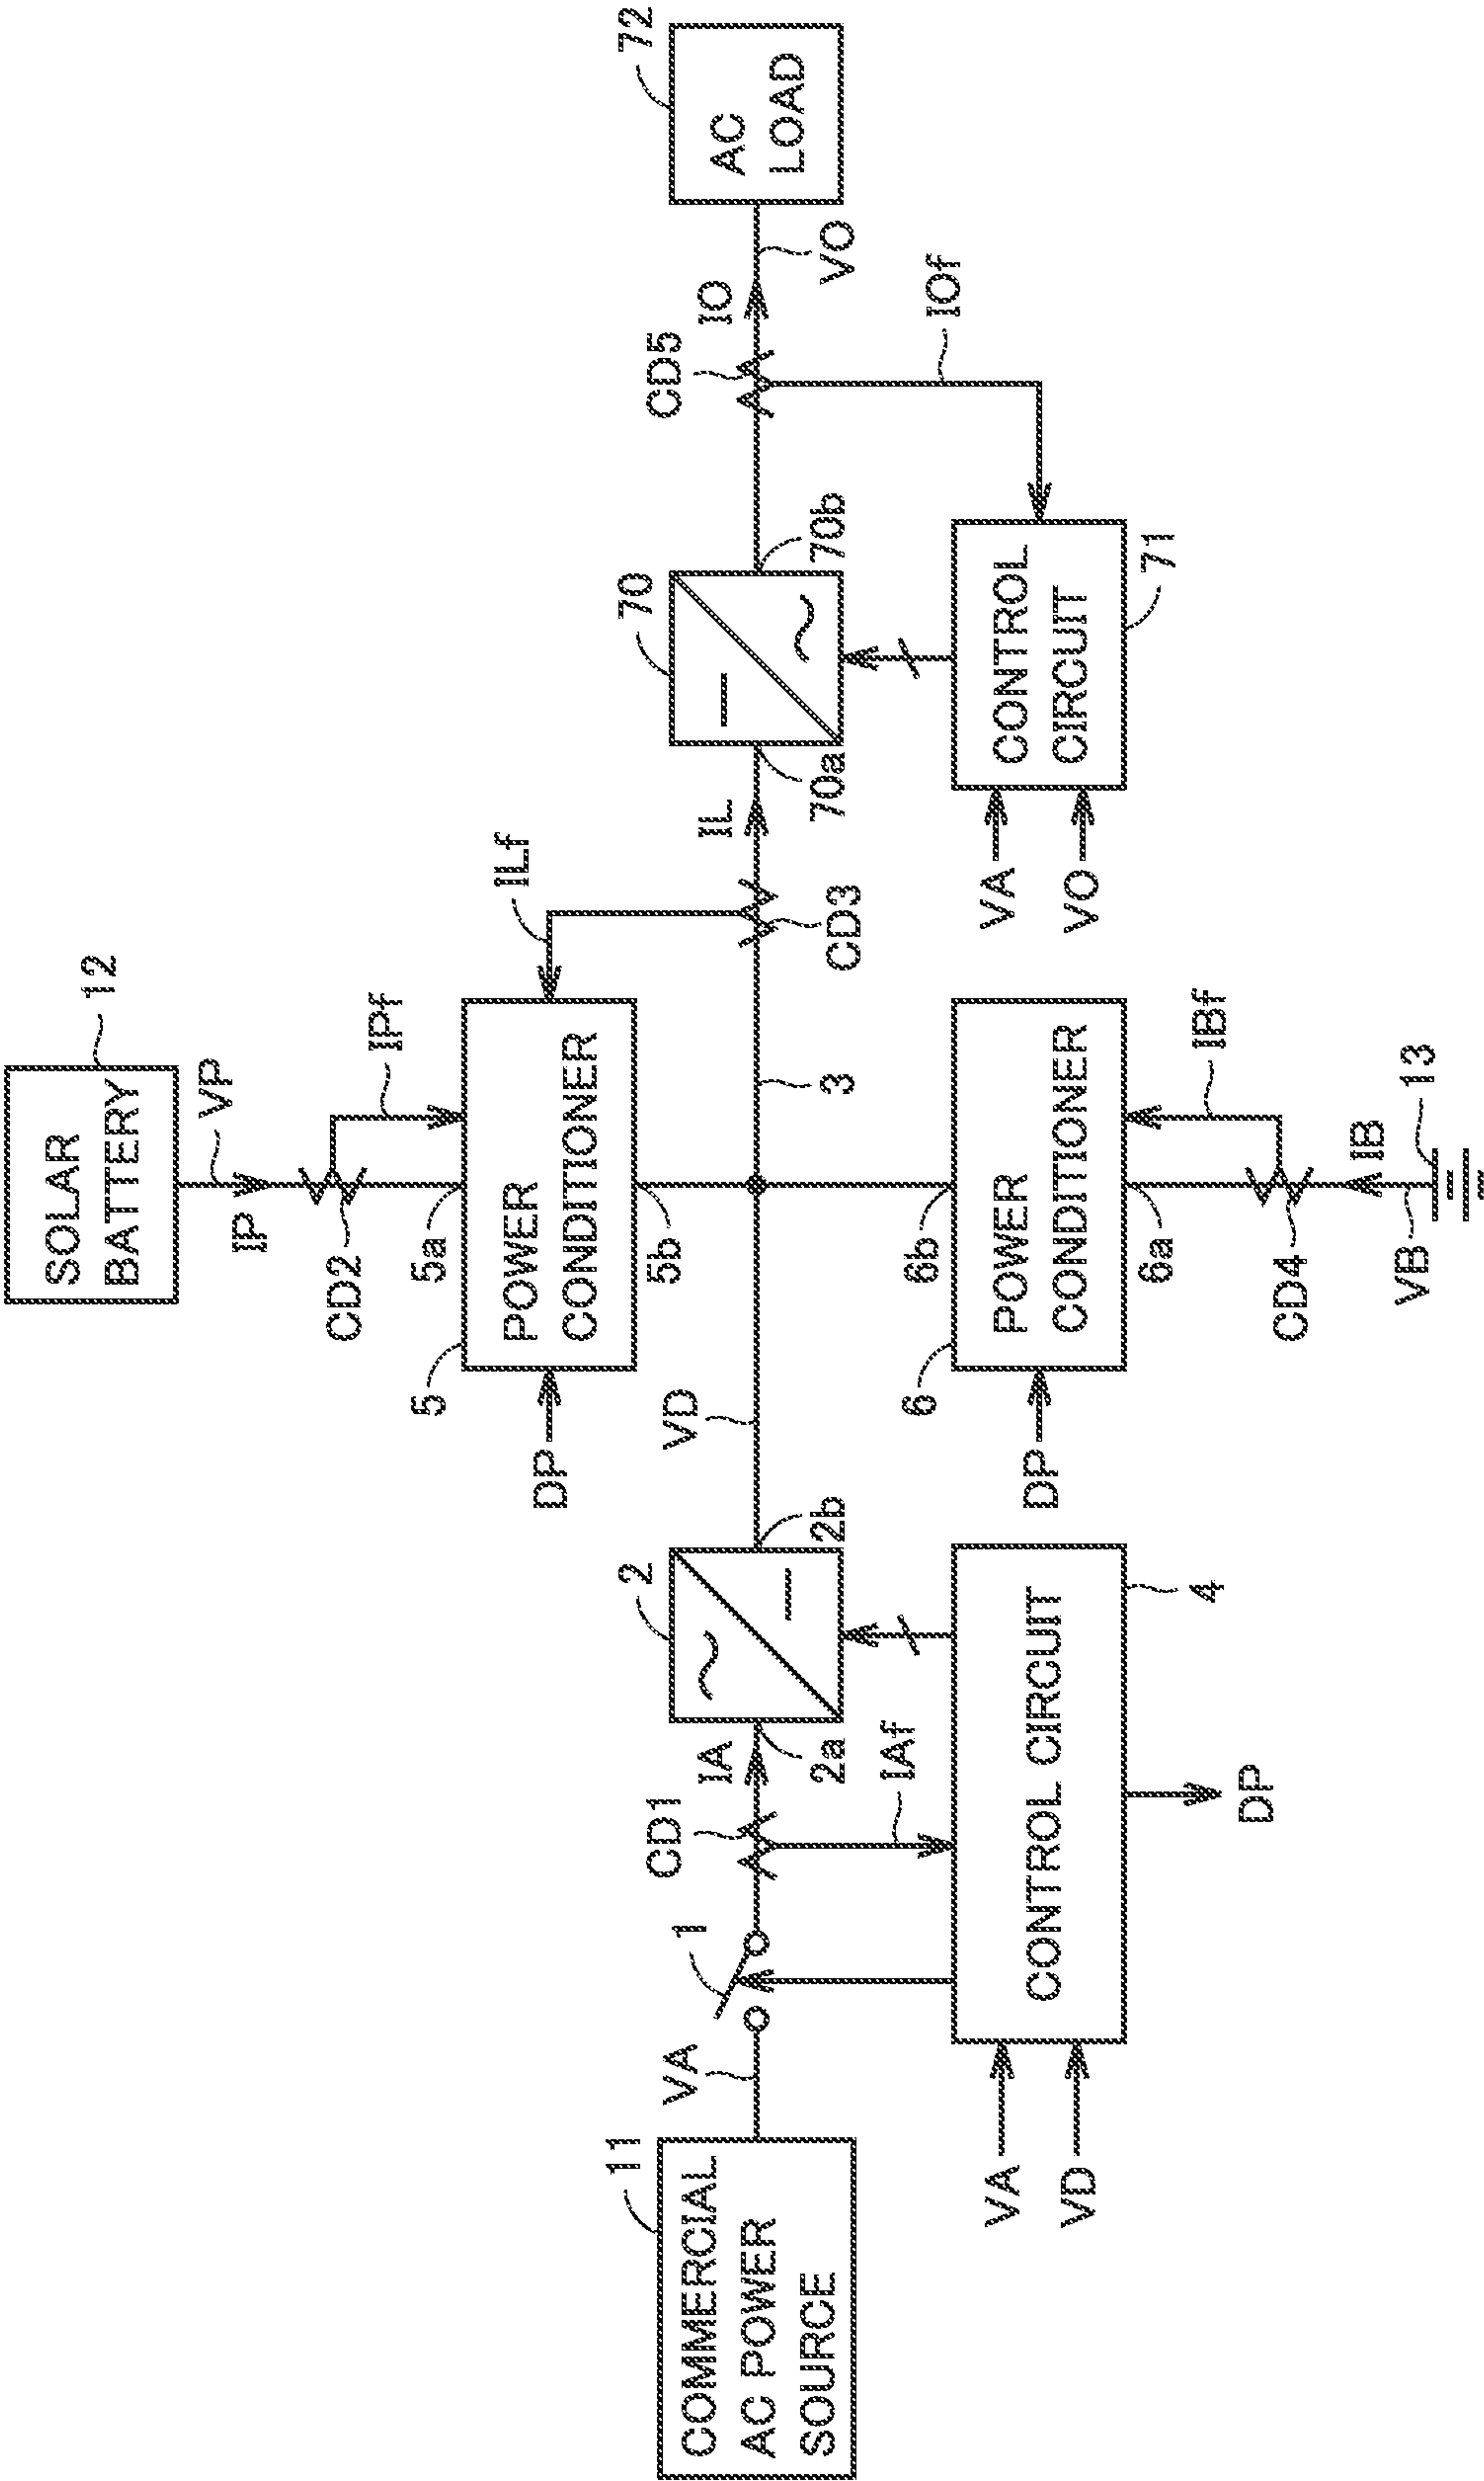 12
SOLAR
BATTERY
VP
IP
CD2
IPf
5a
5
POWER
CONDITIONER
5b
DP
ILf
11
COMMERCIAL
AC POWER
SOURCE
VA
1
CD1
IA
2
2a
2b
VD
3
CD3
IL
70
70a
70b
CD5
IO
VO
72
AC
LOAD
IAf
VA
VD
CONTROL CIRCUIT
4
DP
6b
6
POWER
CONDITIONER
DP
6a
IBf
CD4
IB
VB
13
VA
VO
CONTROL
CIRCUIT
71
IOf